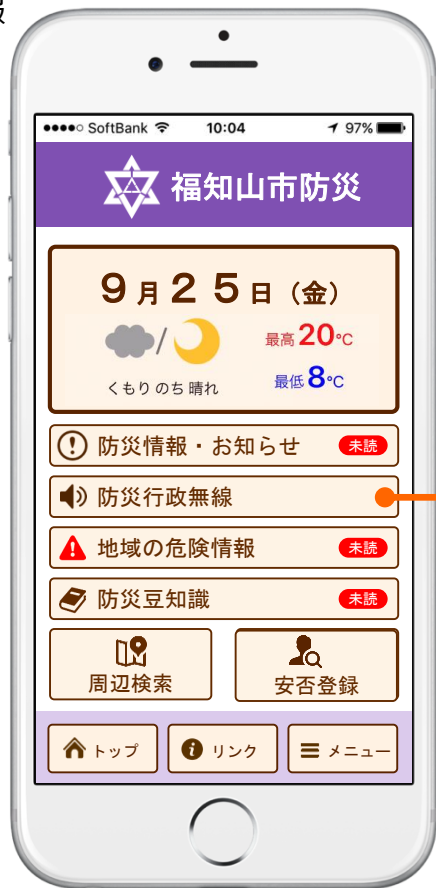 SoftBank 10:04 97%
福知山市防災
9月25日（金）
最高20℃
くもり のち 晴れ
最低8℃
防災情報・お知らせ 未読
防災行政無線
地域の危険情報 未読
防災豆知識 未読
周辺検索 安否登録
トップ リンク メニュー